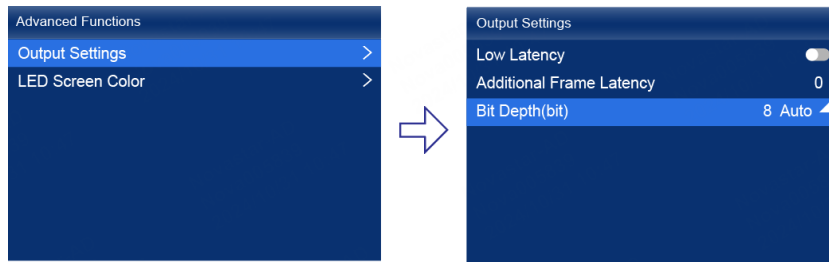 Advanced Functions
Output Settings
LED Screen Color
Output Settings
Low Latency
Additional Frame Latency 0
Bit Depth(bit) 8 Auto